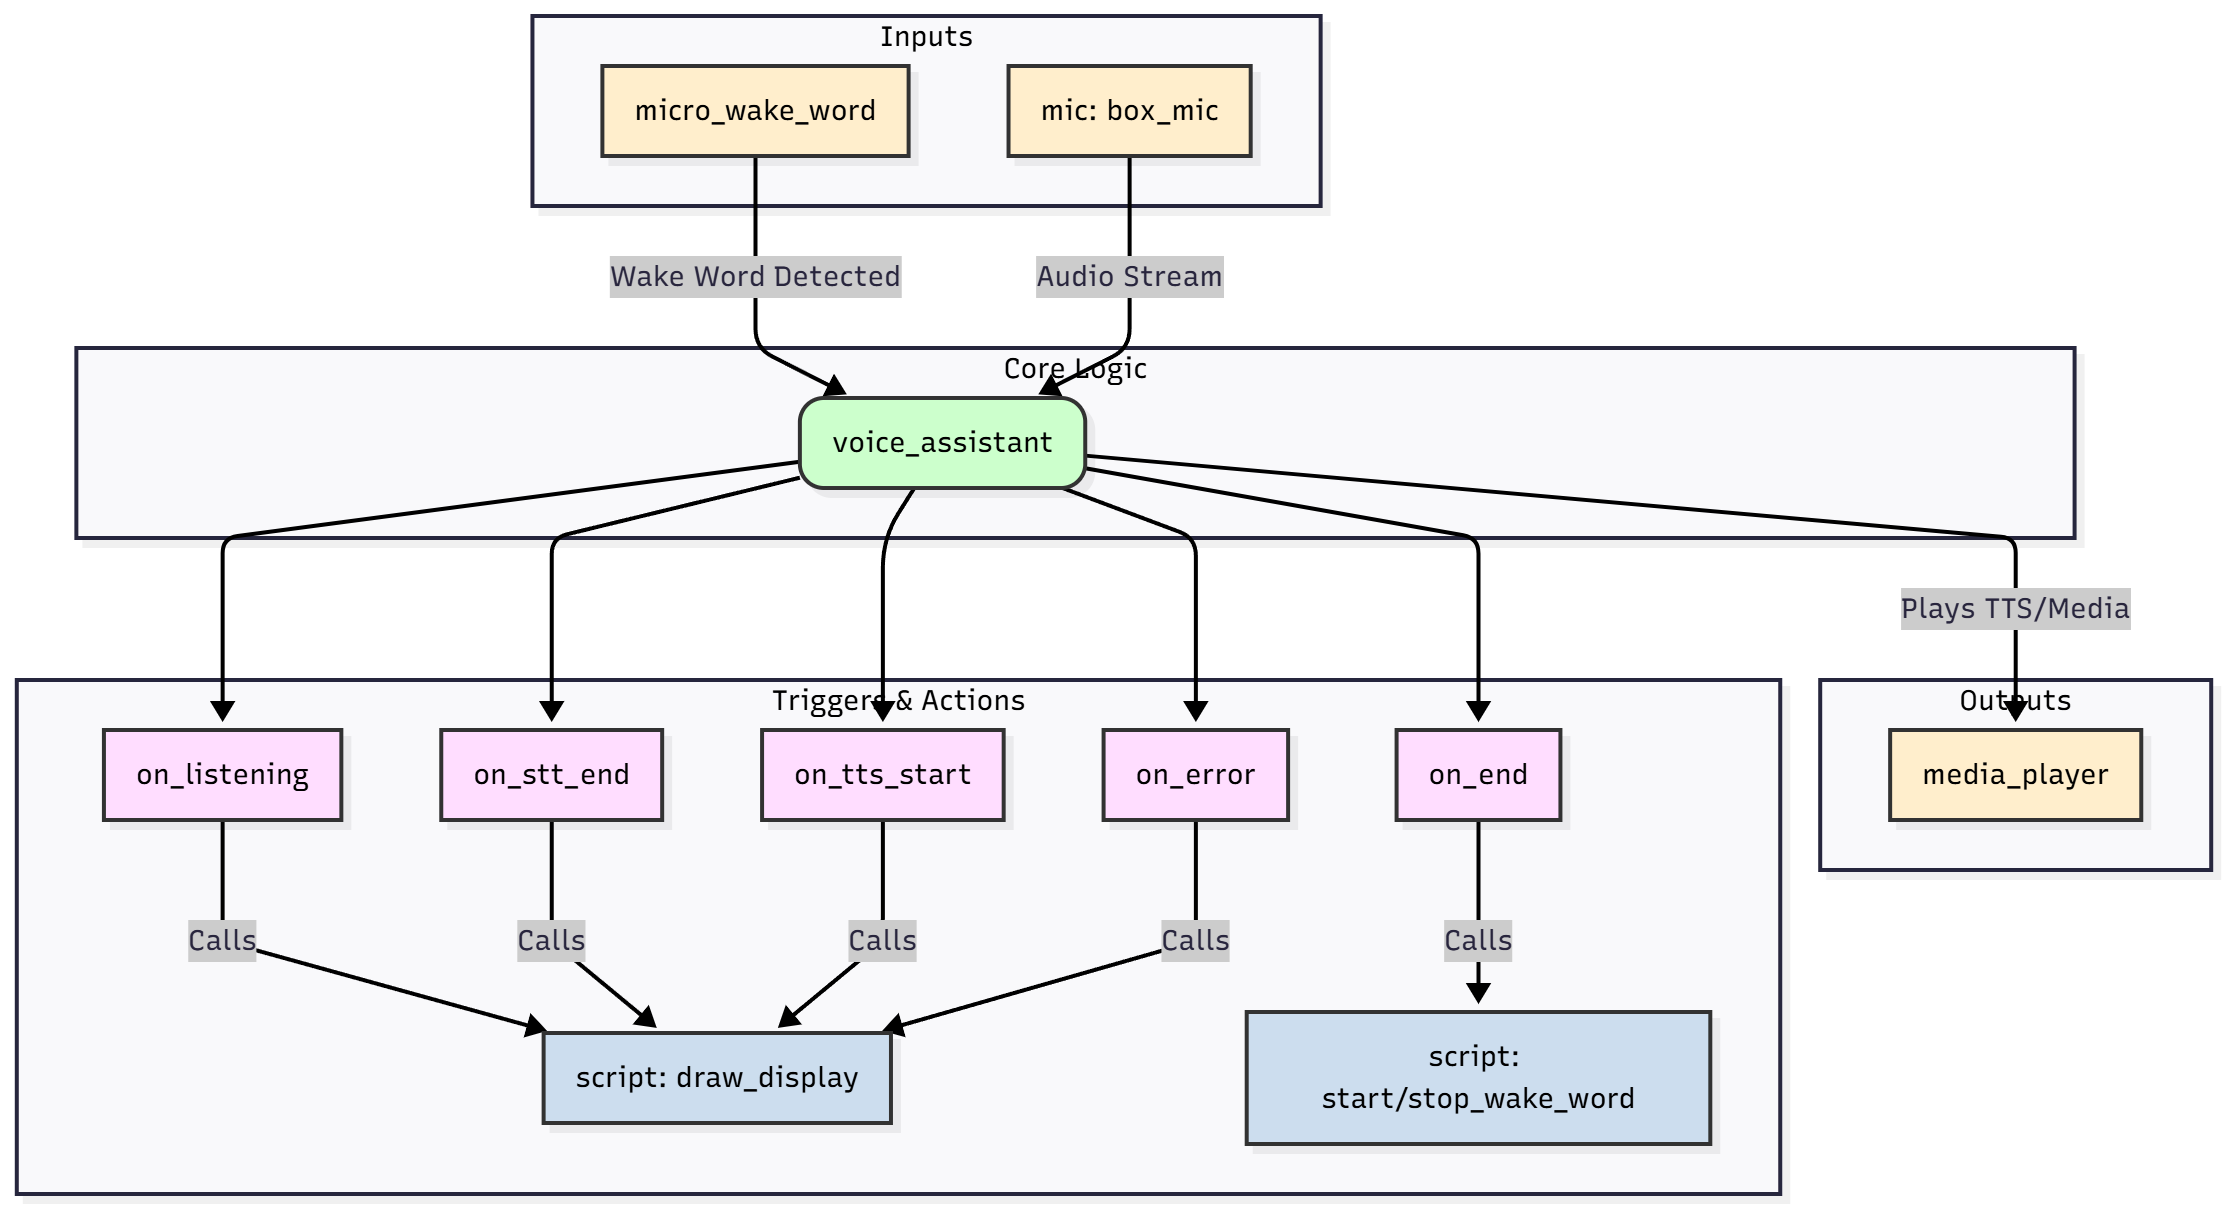 Inputs
micro_wake_word
mic: box_mic
Wake Word Detected
Audio Stream
Core Logic
voice_assistant
Plays TTS/Media
Triggers & Actions
Outputs
on_listening
on_stt_end
on_tts_start
on_error
on_end
media_player
Calls
Calls
Calls
Calls
Calls
script: draw_display
script:
start/stop_wake_word